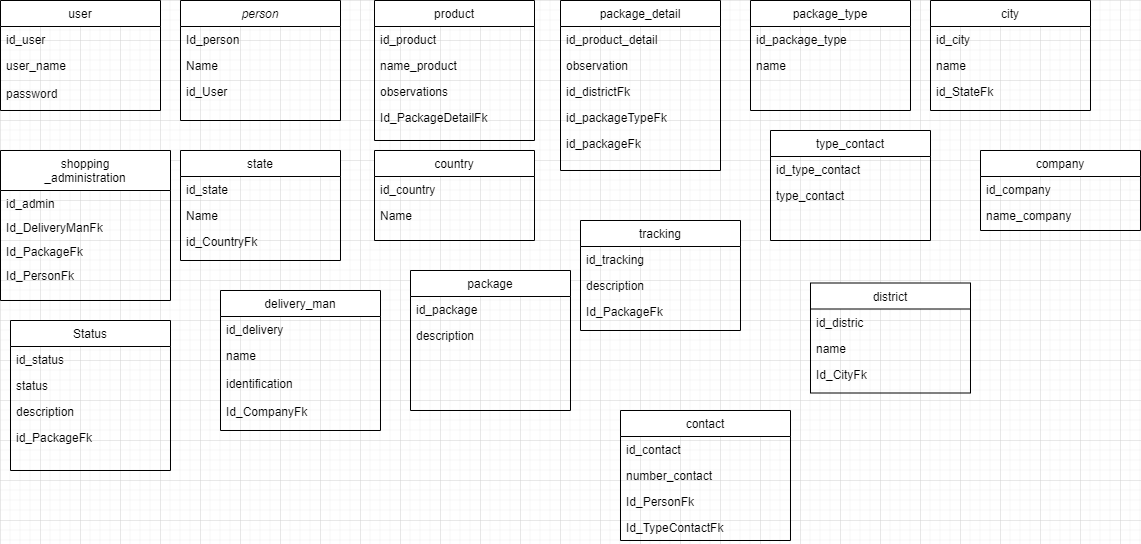 user
id_user
user_name
password
person
Id_person
Name
id_User
product
id_product
name_product
observations
Id_PackageDetailFk
package_detail
id_product_detail
observation
id_districtFk
id_packageTypeFk
id_packageFk
package_type
id_package_type
name
city
id_city
name
id_StateFk
shopping
_administration
id_admin
Id_DeliveryManFk
Id_PackageFk
Id_PersonFk
state
id_state
Name
id_CountryFk
country
id_country
Name
type_contact
id_type_contact
type_contact
company
id_company
name_company
tracking
id_tracking
description
Id_PackageFk
package
id_package
description
delivery_man
id_delivery
name
identification
Id_CompanyFk
district
id_distric
name
Id_CityFk
Status
id_status
status
description
id_PackageFk
contact
id_contact
number_contact
Id_PersonFk
Id_TypeContactFk